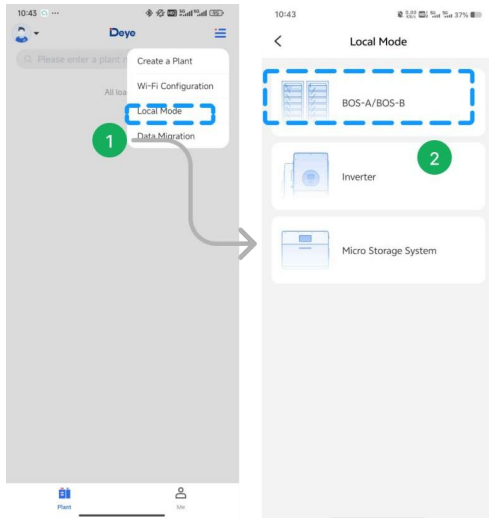 10:43
Deye
Please enter a plant n
Create a Plant
Wi-Fi Configuration
All loa
Local Mode
Data Migration
1
Plant
Me
10:43
37%
Local Mode
BOS-A/BOS-B
2
Inverter
Micro Storage System